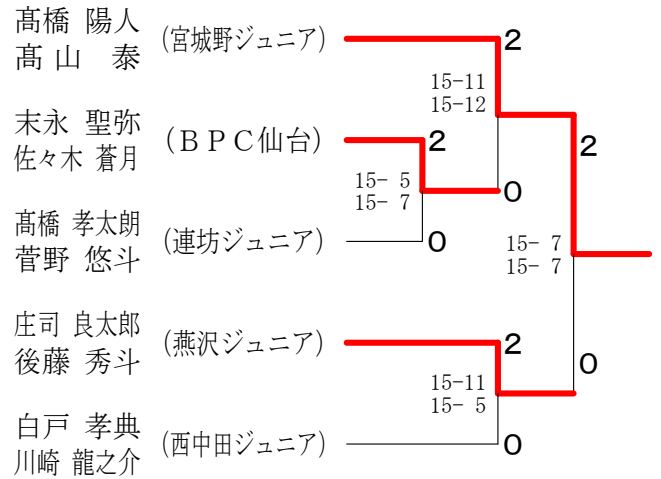 髙橋 陽人
髙山 泰
(宮城野ジュニア)
2
15-11
15-12
末永 聖弥
佐々木 蒼月
(ＢＰＣ仙台)
2
0
2
15- 5
15- 7
髙橋 孝太朗
菅野 悠斗
(連坊ジュニア)
0
15- 7
15- 7
庄司 良太郎
後藤 秀斗
(燕沢ジュニア)
2
0
15-11
15- 5
白戸 孝典
川崎 龍之介
(西中田ジュニア)
0